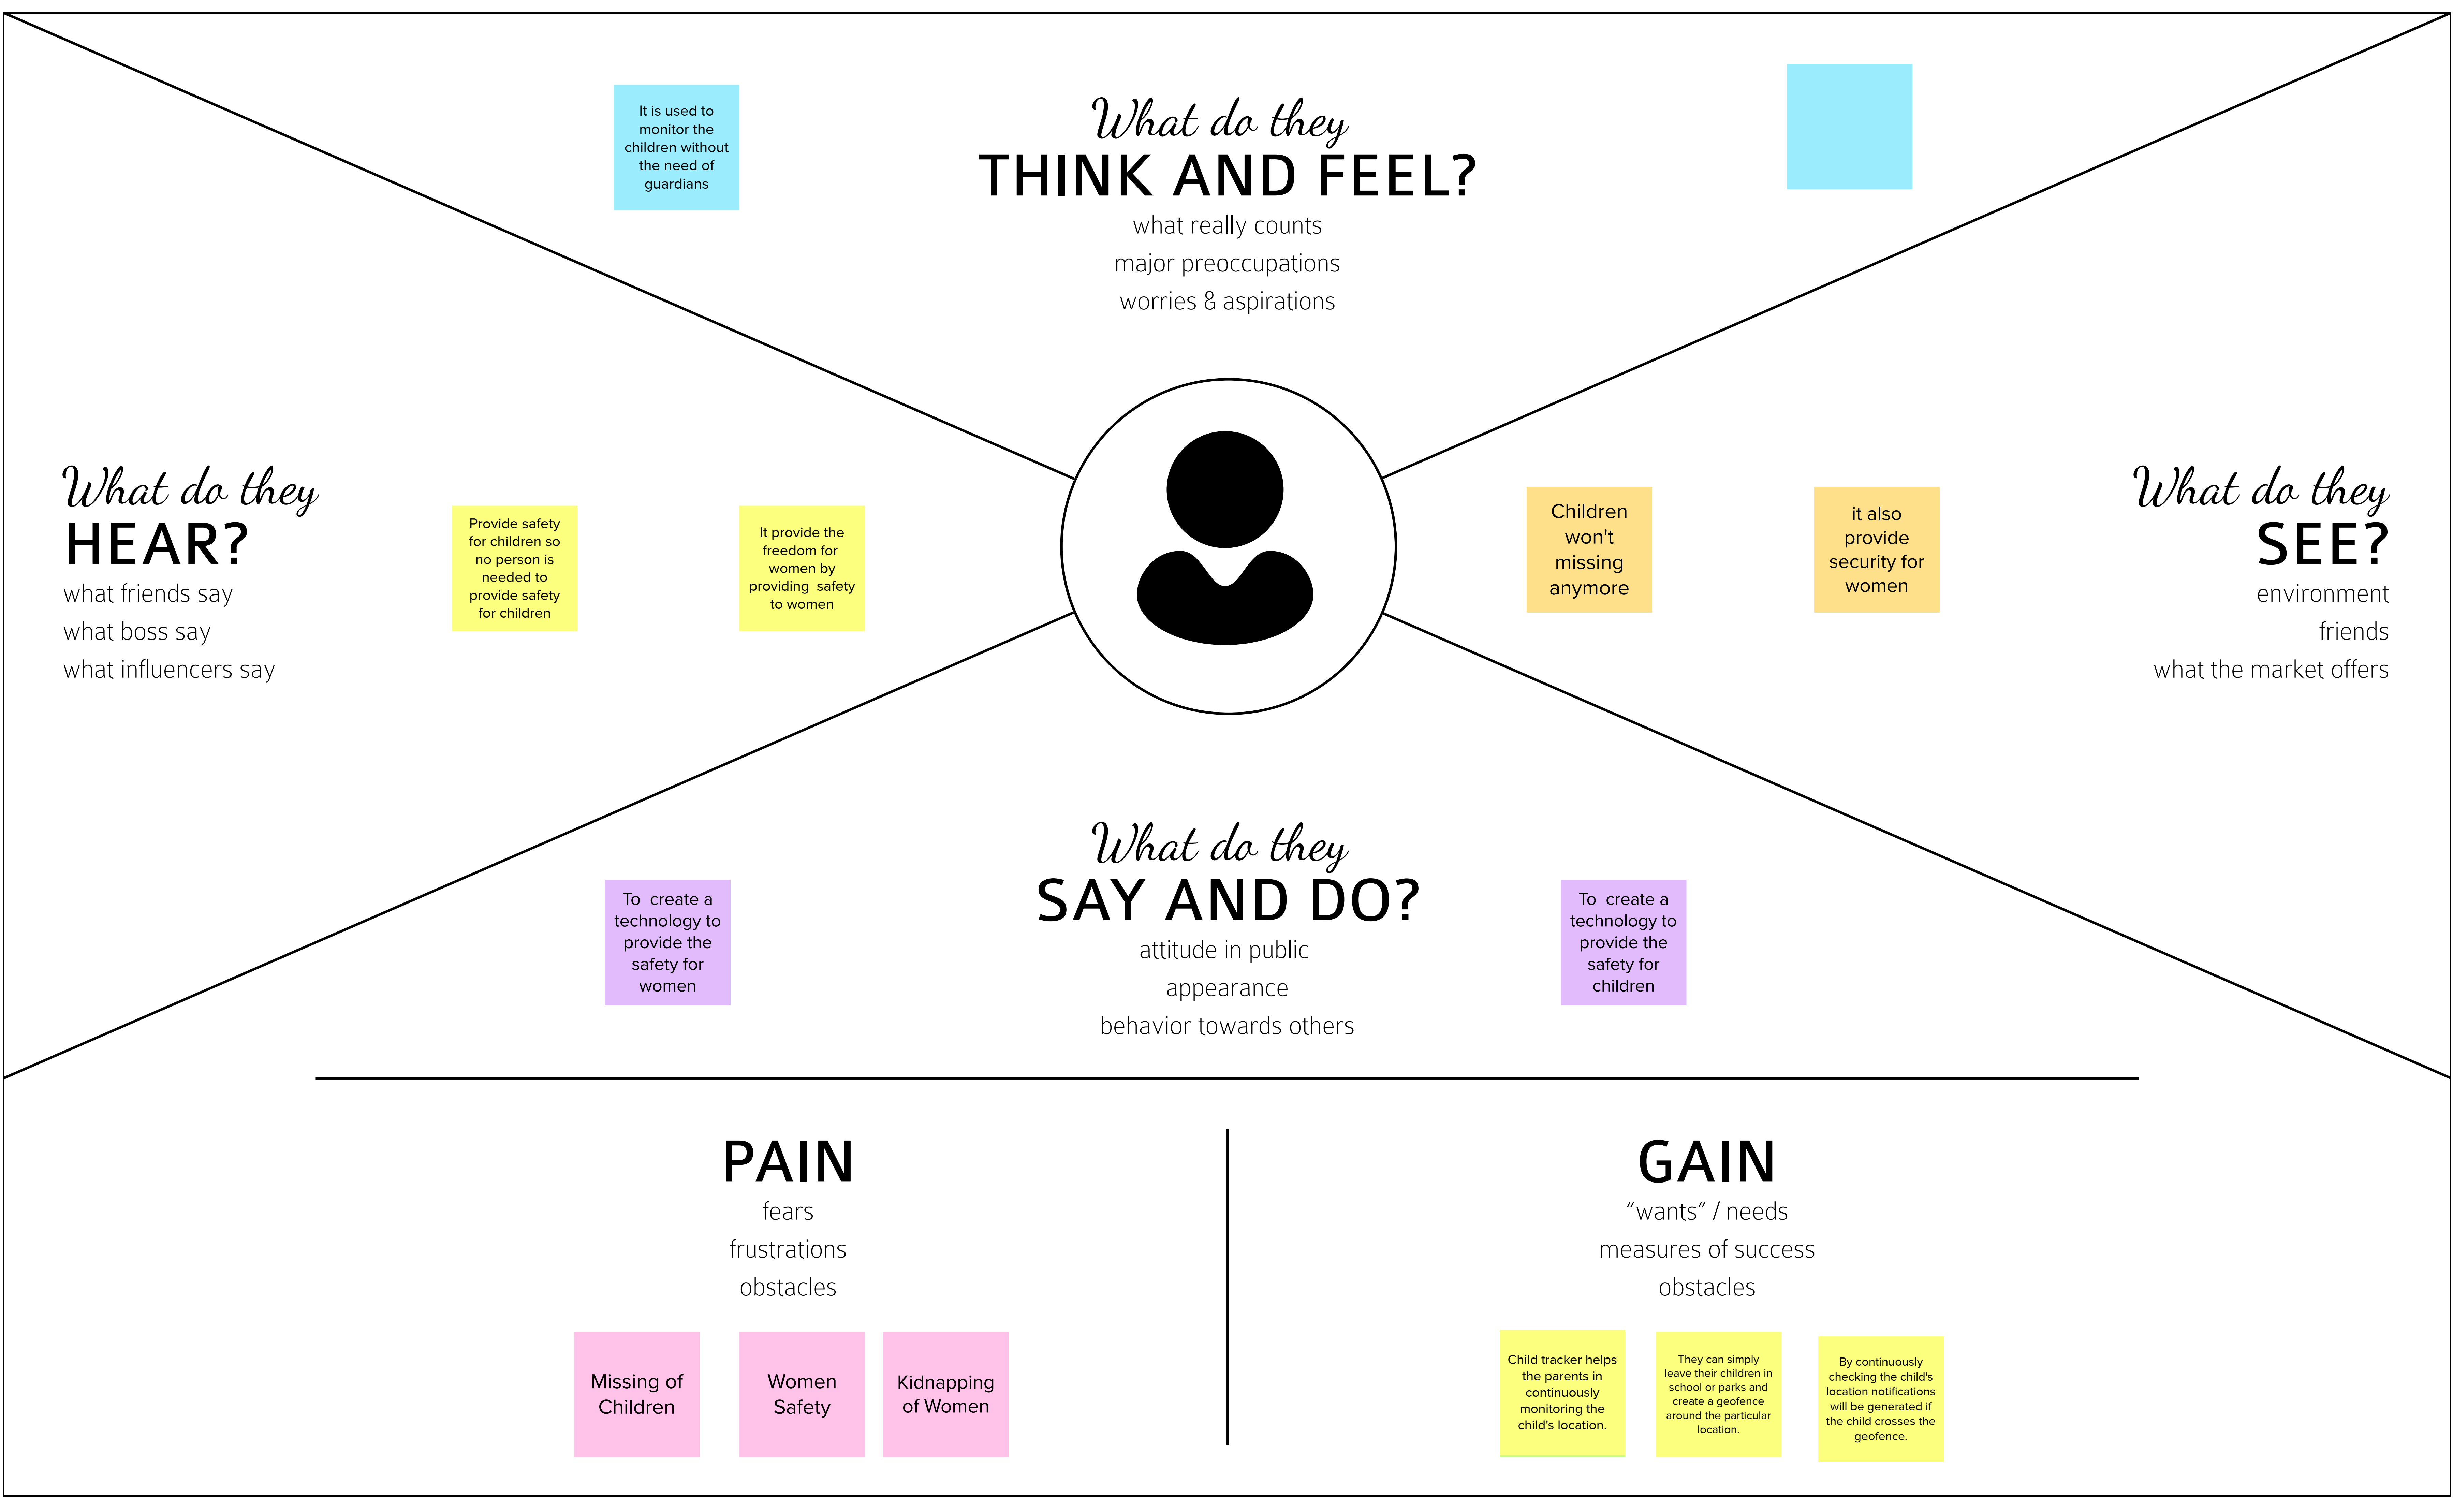 It is used to
monitor the
children without
the need of
guardians
What do they
THINK AND FEEL?
what really counts
major preoccupations
worries & aspirations
What do they
HEAR?
what friends say
what boss say
what influencers say
Provide safety
for children so
no person is
needed to
provide safety
for children
It provide the
freedom for
women by
providing safety
to women
Children
won't
missing
anymore
it also
provide
security for
women
What do they
SEE?
environment
friends
what the market offers
To create a
technology to
provide the
safety for
women
What do they
SAY AND DO?
attitude in public
appearance
behavior towards others
To create a
technology to
provide the
safety for
children
PAIN
fears
frustrations
obstacles
Missing of
Children
Women
Safety
Kidnapping
of Women
GAIN
“wants” / needs
measures of success
obstacles
Child tracker helps
the parents in
continuously
monitoring the
child's location.
They can simply
leave their children in
school or parks and
create a geofence
around the particular
location.
By continuously
checking the child's
location notifications
will be generated if
the child crosses the
geofence.